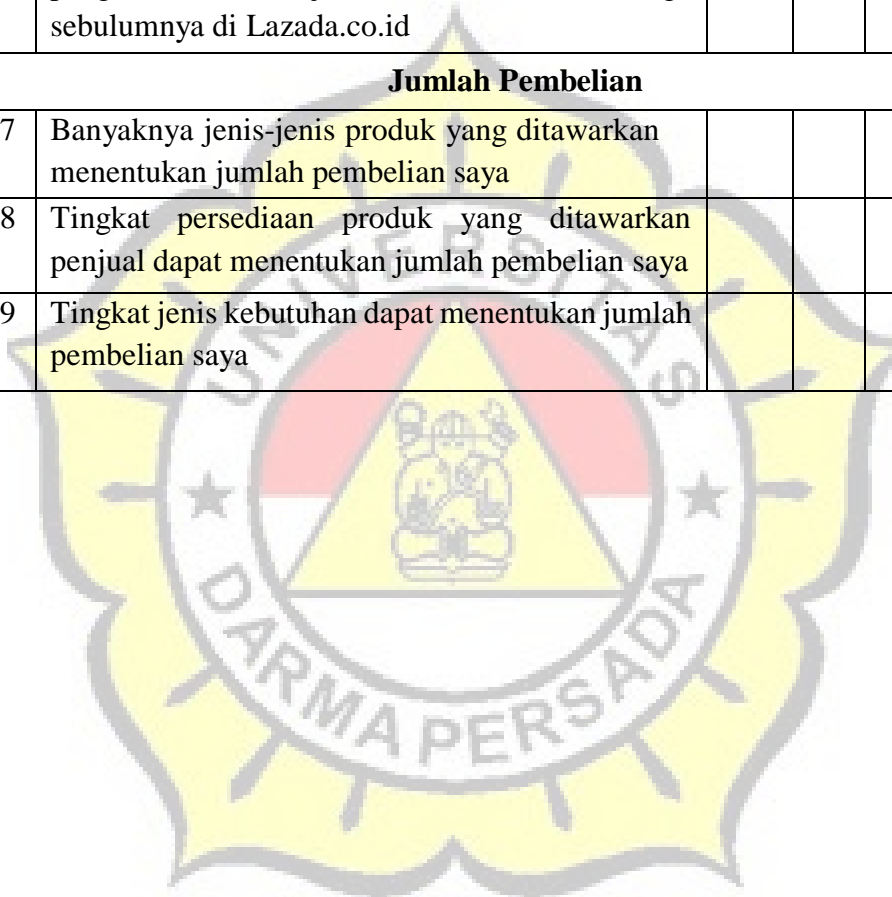 sebulumnya di Lazada.co.id
Jumlah Pembelian
7 Banyaknya jenis-jenis produk yang ditawarkan
menentukan jumlah pembelian saya
8 Tingkat persediaan produk yang ditawarkan
penjual dapat menentukan jumlah pembelian saya
9 Tingkat jenis kebutuhan dapat menentukan jumlah
pembelian saya
UNIVERSITAS
DARMA PERSADA